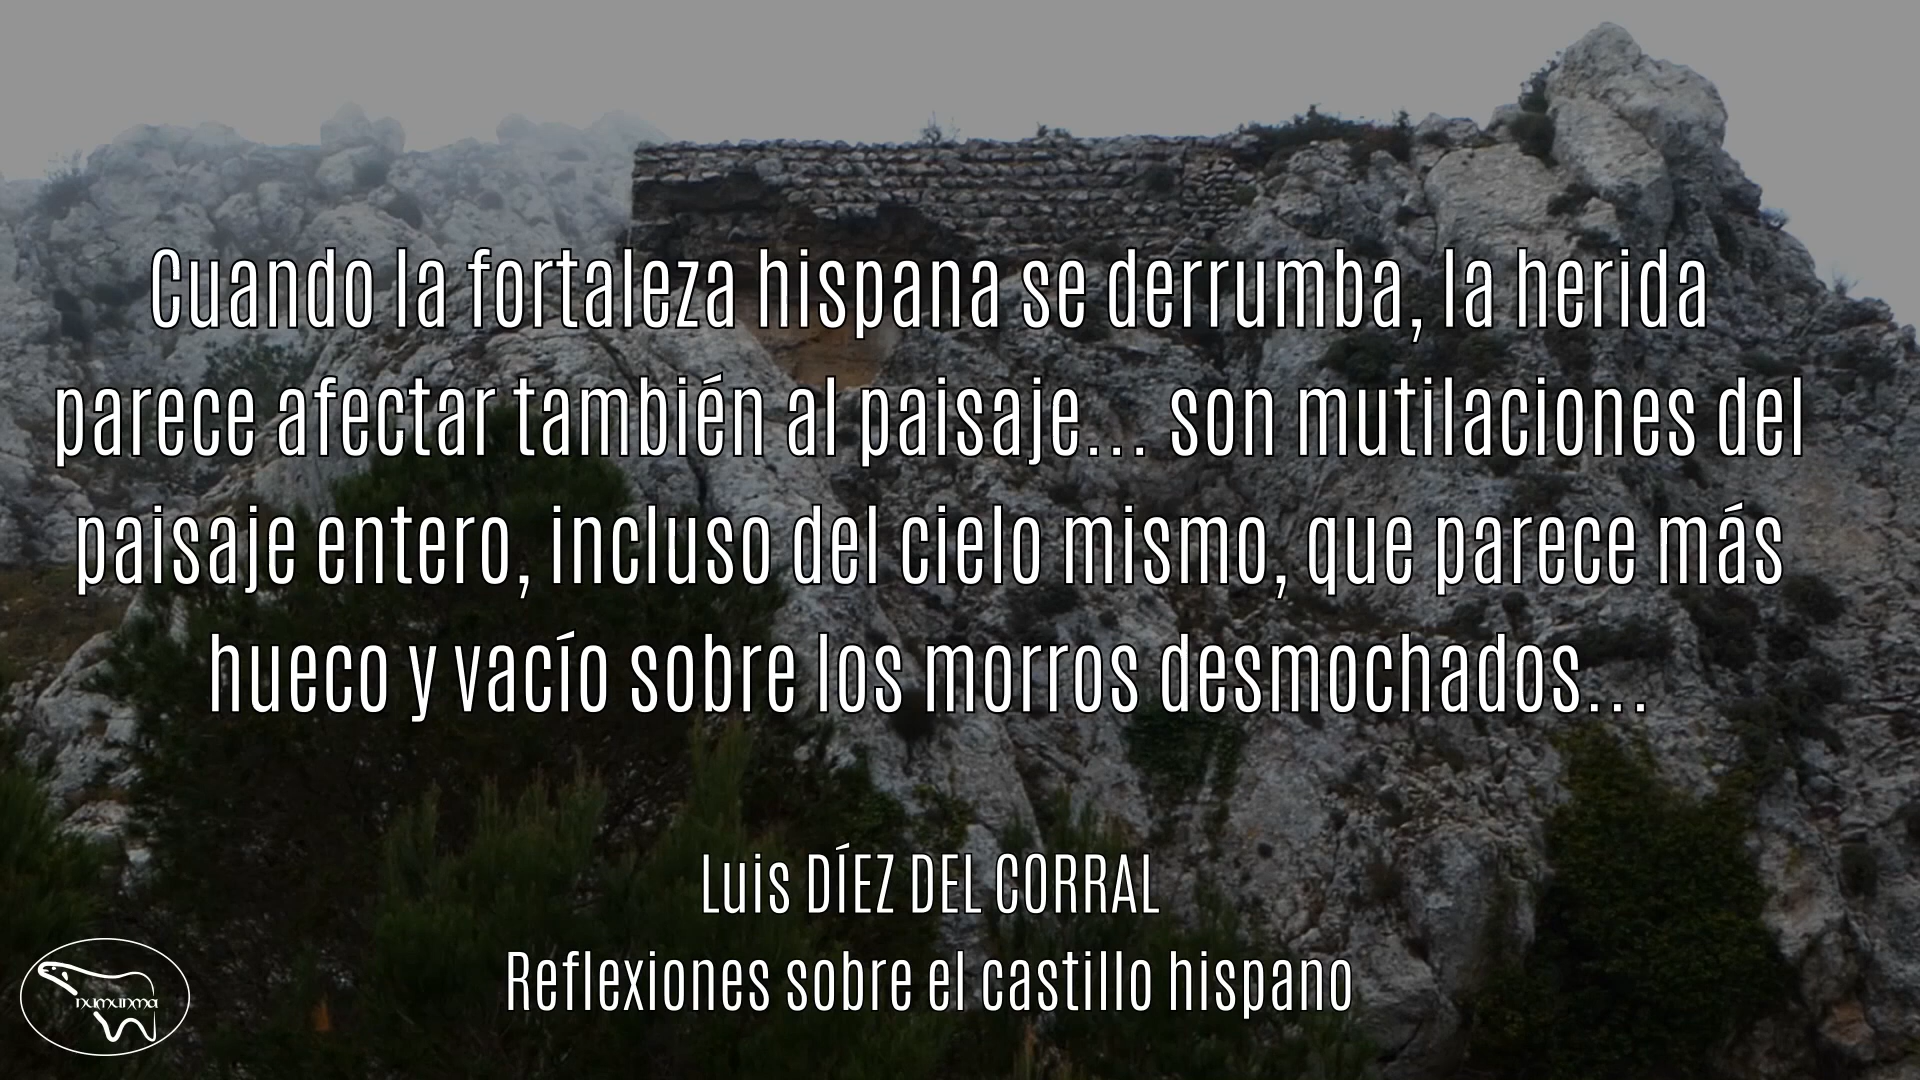 Cuando la fortaleza hispana se derrumba, la herida
parece afectar también al paisaje... son mutilaciones del
paisaje entero, incluso del cielo mismo, que parece más
hueco y vacío sobre los morros desmochados...
Luis DÍEZ DEL CORRAL
Reflexiones sobre el castillo hispano